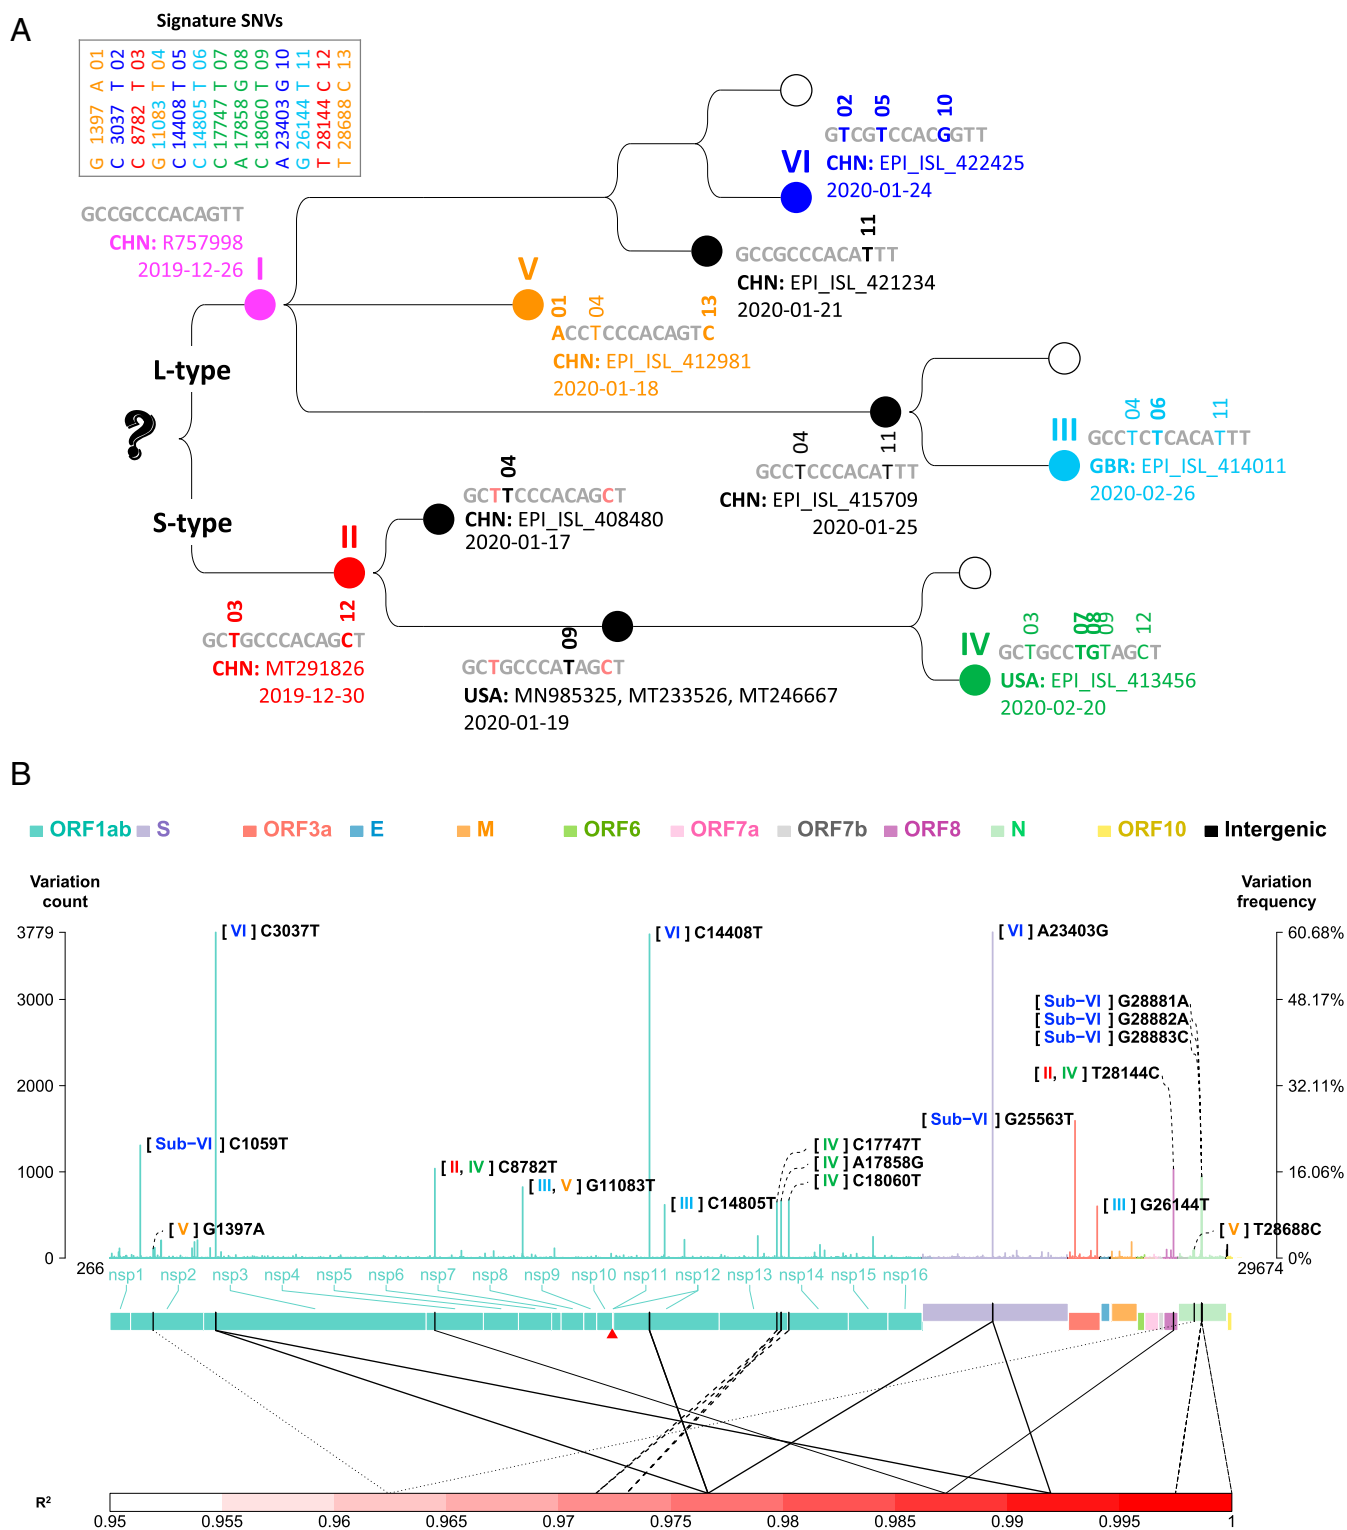 A
Signature SNVs
G 1397 A 01
C 3037 T 02
C 8782 T 03
G 11083 T 04
C 14408 T 05
C 14805 T 06
C 17747 T 07
A 17858 G 08
C 18060 T 09
A 23403 G 10
G 26144 T 11
T 28144 C 12
T 28688 C 13
02 05 10
GTCGTCCACGGTT
VI
CHN: EPI_ISL_422425
2020-01-24
GCCGCCCACAGTT
CHN: R757998
2019-12-26
I
11
GCCGCCCACATTT
CHN: EPI_ISL_421234
2020-01-21
V
01 04 13
ACCTCCCACAGTC
CHN: EPI_ISL_412981
2020-01-18
L-type
?
S-type
04 06 11
III
GCCTCTCACATTT
GBR: EPI_ISL_414011
2020-02-26
04 11
GCCTCCCACATTT
CHN: EPI_ISL_415709
2020-01-25
04
GCTTCCCACAGCT
CHN: EPI_ISL_408480
2020-01-17
II
03 12
GCTGCCCACAGCT
CHN: MT291826
2019-12-30
09
GCTGCCCATAGCT
USA: MN985325, MT233526, MT246667
2020-01-19
03 07 08 09 12
IV
GCTGCCTGTAGCT
USA: EPI_ISL_413456
2020-02-20
B
ORF1ab S ORF3a E M ORF6 ORF7a ORF7b ORF8 N ORF10 Intergenic
Variation
count
Variation
frequency
3779
3000
2000
1000
0
60.68%
48.17%
32.11%
16.06%
0%
[ VI ] C3037T
[ VI ] C14408T
[ VI ] A23403G
[ Sub−VI ] G28881A
[ Sub−VI ] G28882A
[ Sub−VI ] G28883C
[ II, IV ] T28144C
[ Sub−VI ] G25563T
[ Sub−VI ] C1059T
[ IV ] C17747T
[ IV ] A17858G
[ IV ] C18060T
[ II, IV ] C8782T
[ III, V ] G11083T
[ III ] C14805T
[ III ] G26144T
[ V ] G1397A
[ V ] T28688C
266
29674
nsp1 nsp2 nsp3 nsp4 nsp5 nsp6 nsp7 nsp8 nsp9 nsp10 nsp11 nsp12 nsp13 nsp14 nsp15 nsp16
R²
0.95 0.955 0.96 0.965 0.97 0.975 0.98 0.985 0.99 0.995 1